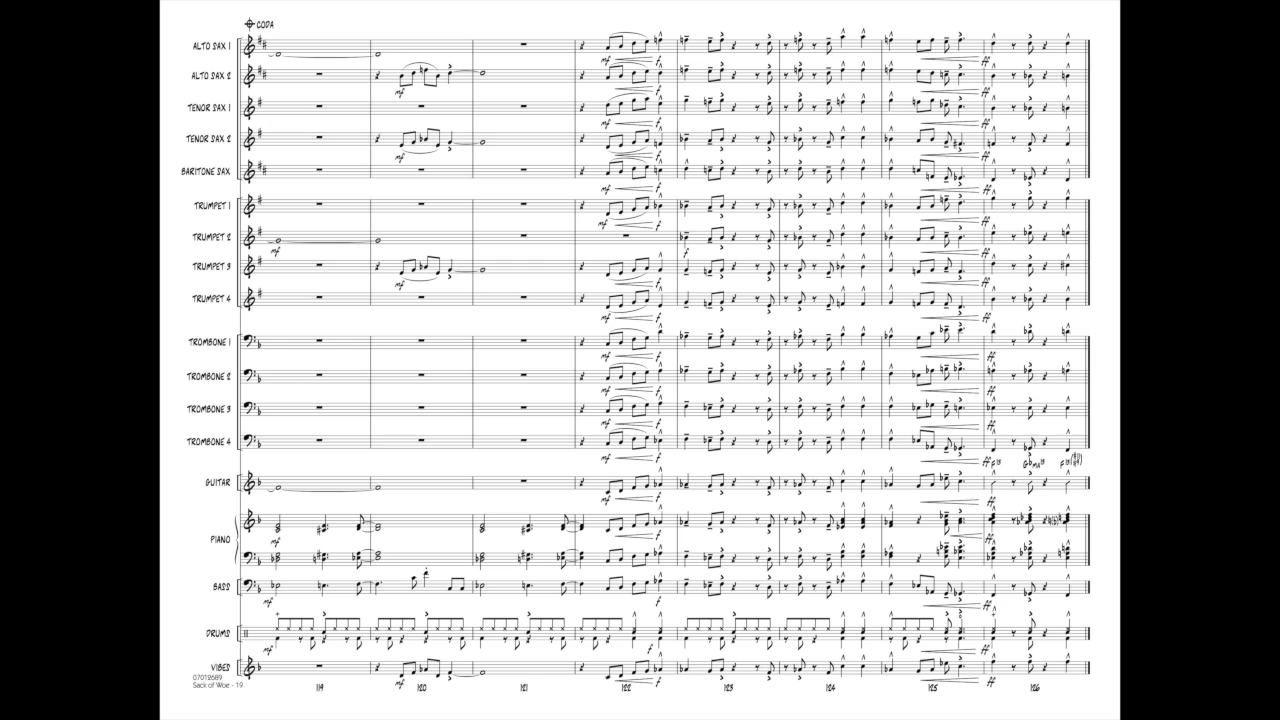 CODA
ALTO SAX 1
ALTO SAX 2
TENOR SAX 1
TENOR SAX 2
BARITONE SAX
TRUMPET 1
TRUMPET 2
TRUMPET 3
TRUMPET 4
TROMBONE 1
TROMBONE 2
TROMBONE 3
TROMBONE 4
GUITAR
PIANO
BASS
DRUMS
VIBES
07012689
Sack of Woe - 19
119 120 121 122 123 124 125 126